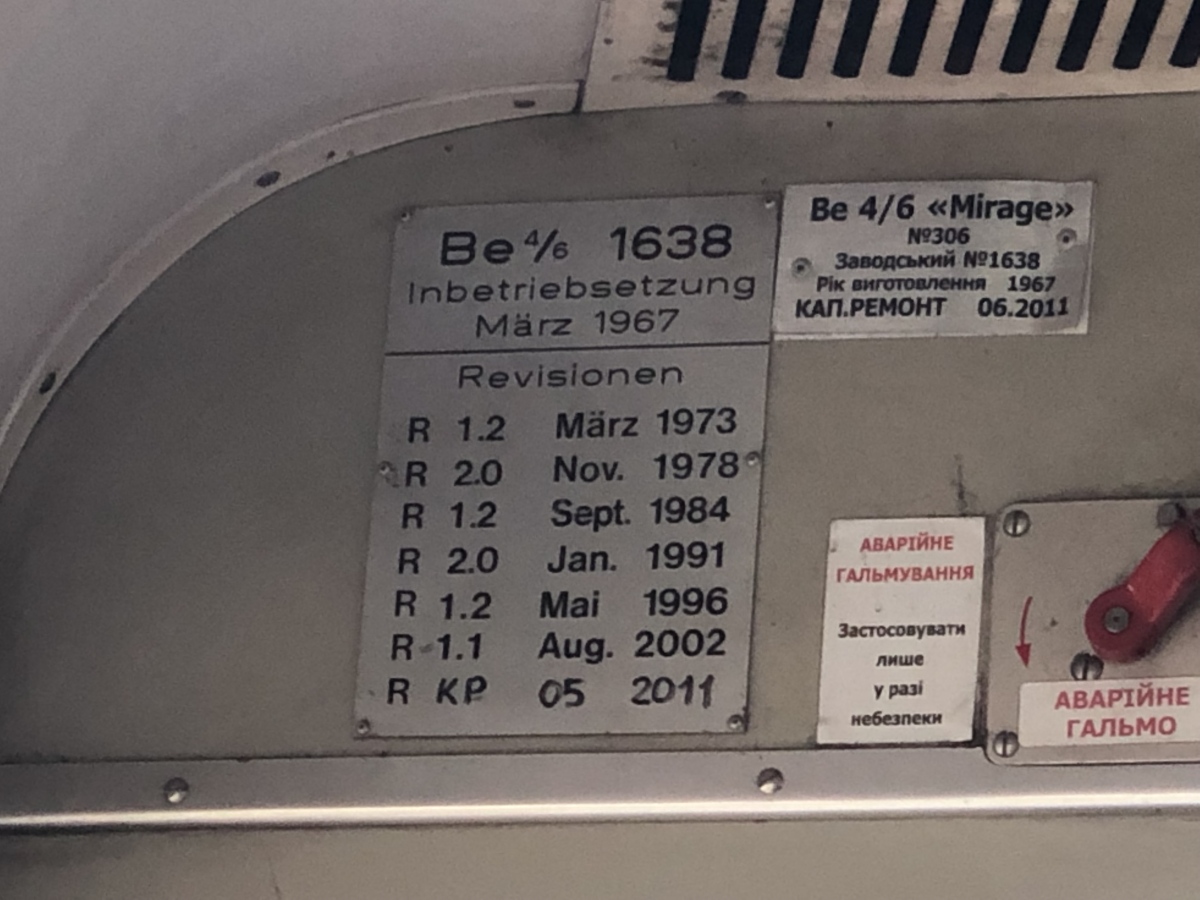 Be 4/6 1638
Inbetriebsetzung
März 1967
Revisionen
R 1.2 März 1973
R 2.0 Nov. 1978
R 1.2 Sept. 1984
R 2.0 Jan. 1991
R 1.2 Mai 1996
R 1.1 Aug. 2002
R KP 05 2011
Be 4/6 «Mirage»
№306
Заводський №1638
Рік виготовлення 1967
КАП.РЕМОНТ 06.2011
АВАРІЙНЕ
ГАЛЬМУВАННЯ
Застосовувати
лише
у разі
небезпеки
АВАРІЙНЕ
ГАЛЬМО